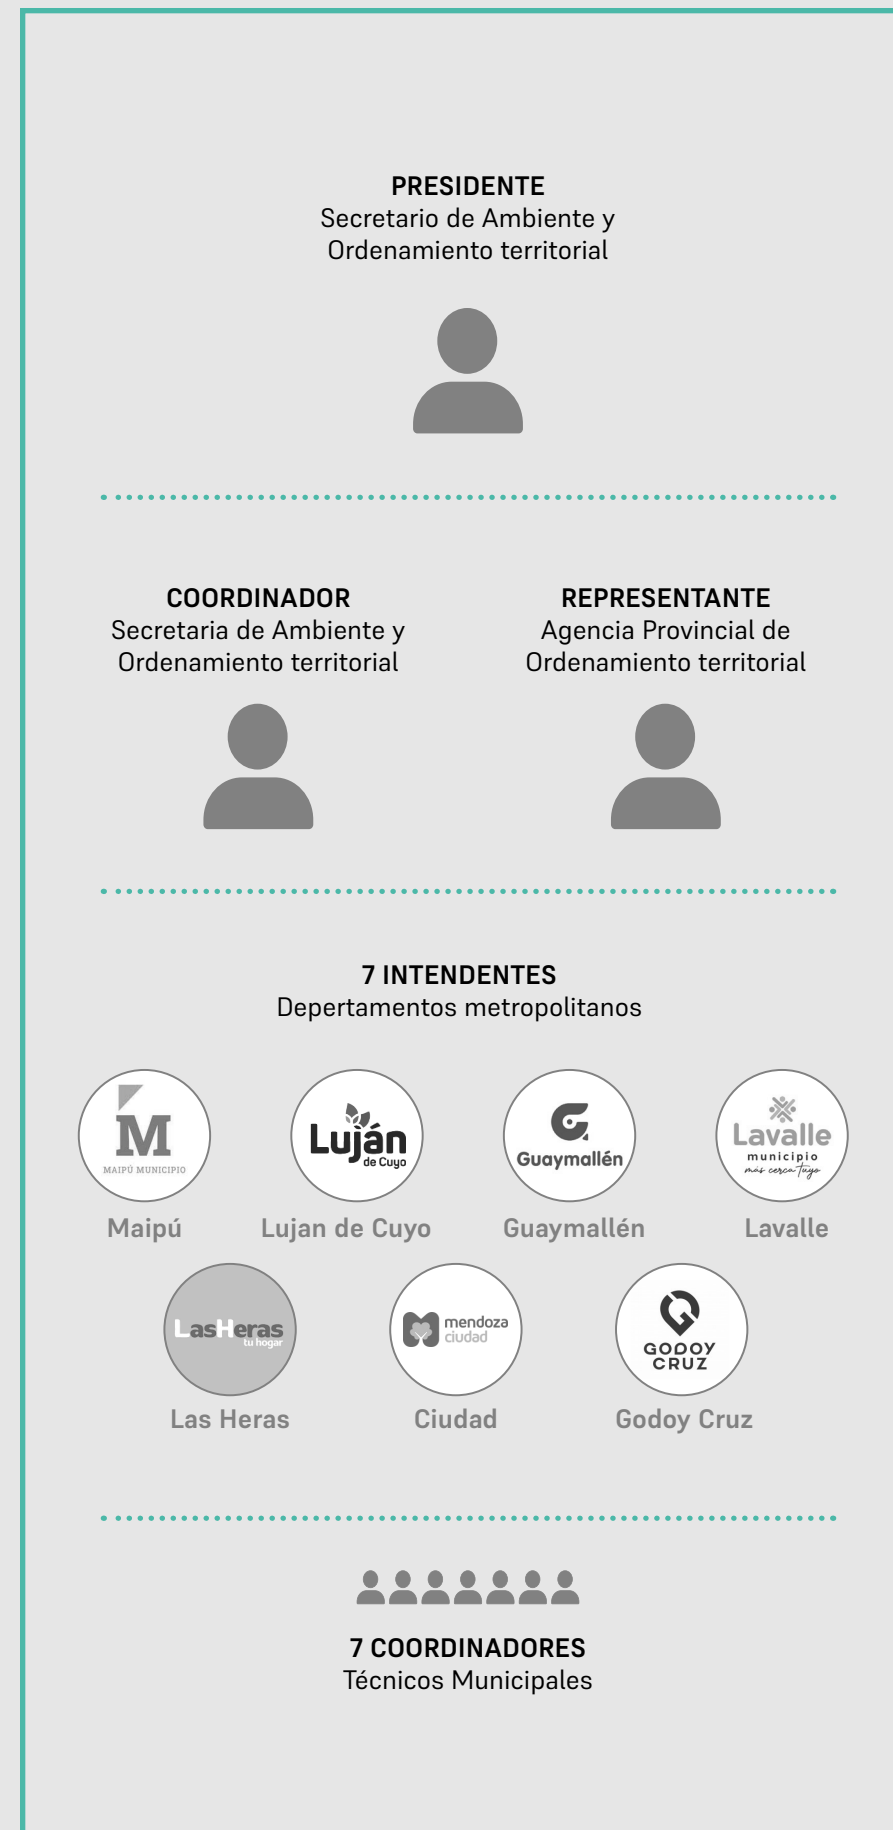 PRESIDENTE
Secretario de Ambiente y
Ordenamiento territorial
COORDINADOR
Secretaria de Ambiente y
Ordenamiento territorial
REPRESENTANTE
Agencia Provincial de
Ordenamiento territorial
7 INTENDENTES
Depertamentos metropolitanos
M
MAIPÚ MUNICIPIO
Luján
de Cuyo
Guaymallén
Lavalle
municipio
más cerca tuyo
Maipú
Lujan de Cuyo
Guaymallén
Lavalle
LasHeras
tu hogar
mendoza
ciudad
GODOY
CRUZ
Las Heras
Ciudad
Godoy Cruz
7 COORDINADORES
Técnicos Municipales